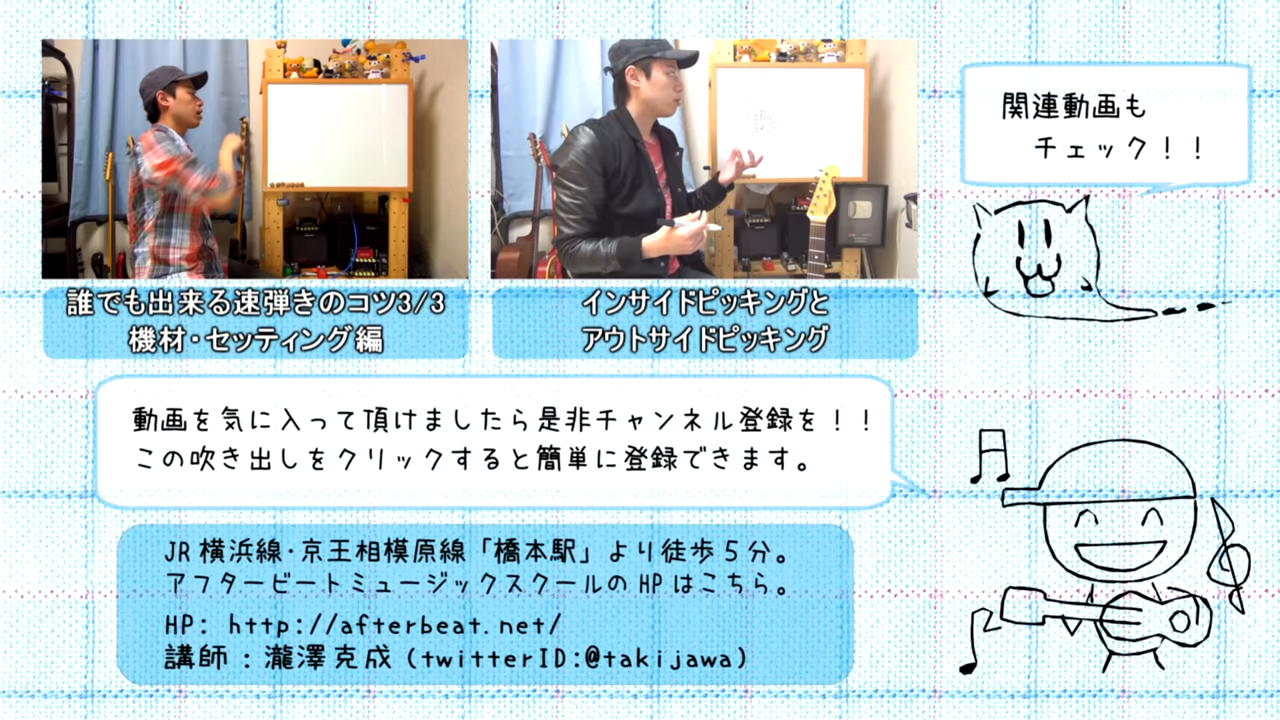 関連動画も
チェック！！
誰でも出来る速弾きのコツ3/3
機材・セッティング編
インサイドピッキングと
アウトサイドピッキング
動画を気に入って頂けましたら是非チャンネル登録を！！
この吹き出しをクリックすると簡単に登録できます。
JR横浜線・京王相模原線「橋本駅」より徒歩5分。
アフタービートミュージックスクールのHPはこちら。
HP: http://afterbeat.net/
講師：瀧澤克成 (twitterID:@takijawa)